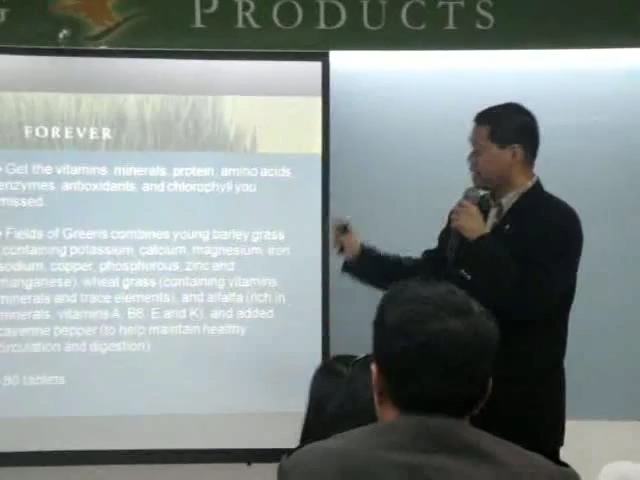 G PRODUCTS
FOREVER
• Get the vitamins, minerals, protein, amino acids,
enzymes, antioxidants, and chlorophyll you
missed.
• Fields of Greens combines young barley grass
(containing potassium, calcium, magnesium, iron
sodium, copper, phosphorous, zinc and
manganese), wheat grass (containing vitamins,
minerals and trace elements), and alfalfa (rich in
minerals, vitamins A, B6, E and K), and added
cayenne pepper (to help maintain healthy
circulation and digestion)
80 tablets